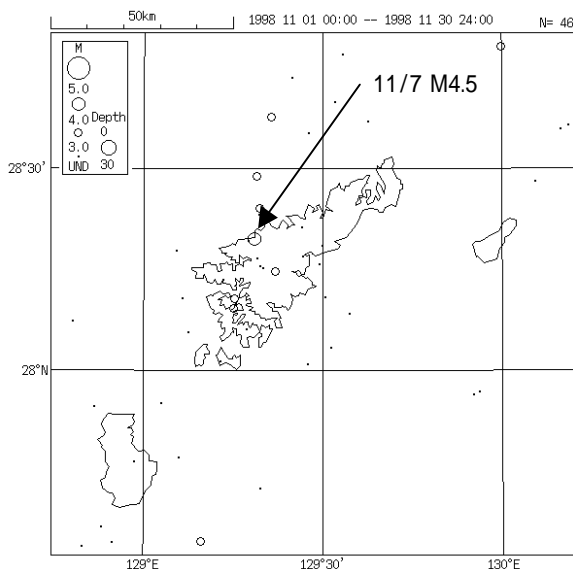 50km 1998 11 01 00:00 -- 1998 11 30 24:00 N= 46
M
5.0
4.0 Depth
0
3.0
UND 30
11/7 M4.5
28°30'
28°N
129°E 129°30' 130°E